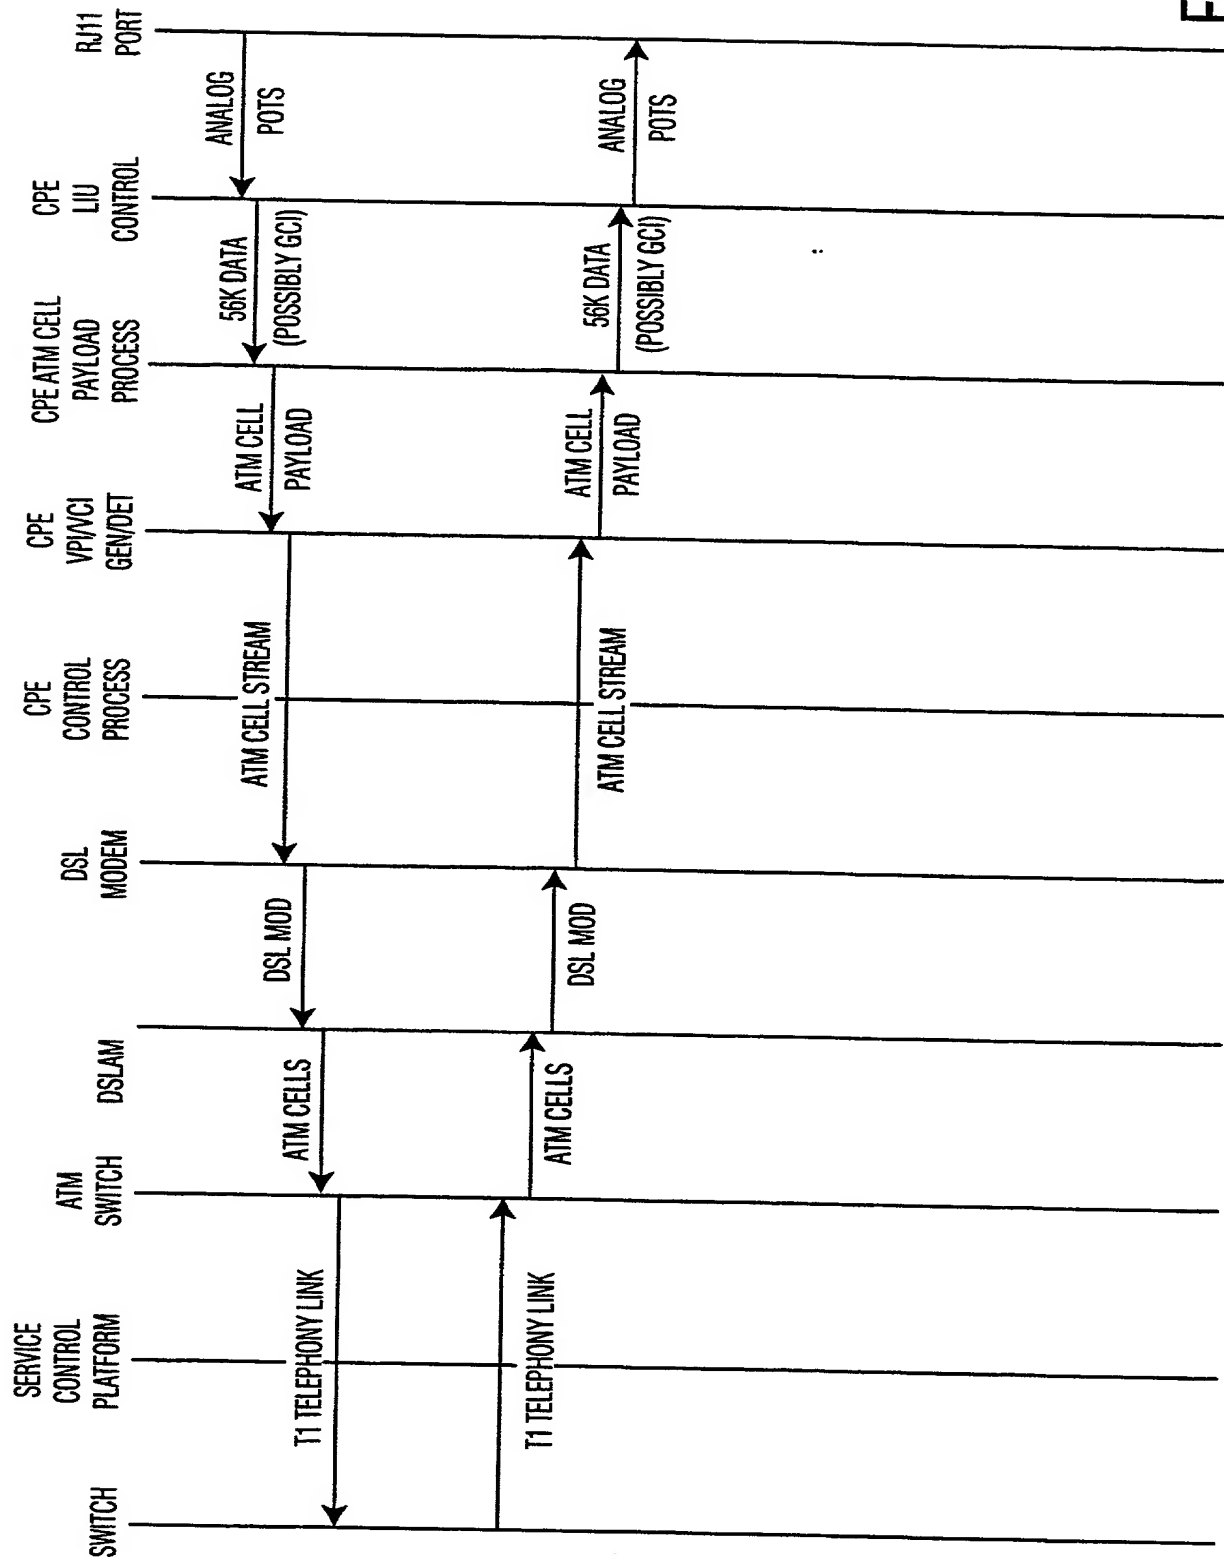 SWITCH
SERVICE
CONTROL
PLATFORM
ATM
SWITCH
DSLAM
DSL
MODEM
CPE
CONTROL
PROCESS
CPE
VPI/VCI
GEN/DET
CPE ATM CELL
PAYLOAD
PROCESS
CPE
LIU
CONTROL
RJ11
PORT
ANALOG
POTS
56K DATA
(POSSIBLY GCI)
ATM CELL
PAYLOAD
ATM CELL STREAM
DSL MOD
ATM CELLS
T1 TELEPHONY LINK
T1 TELEPHONY LINK
ATM CELLS
DSL MOD
ATM CELL STREAM
ATM CELL
PAYLOAD
56K DATA
(POSSIBLY GCI)
ANALOG
POTS